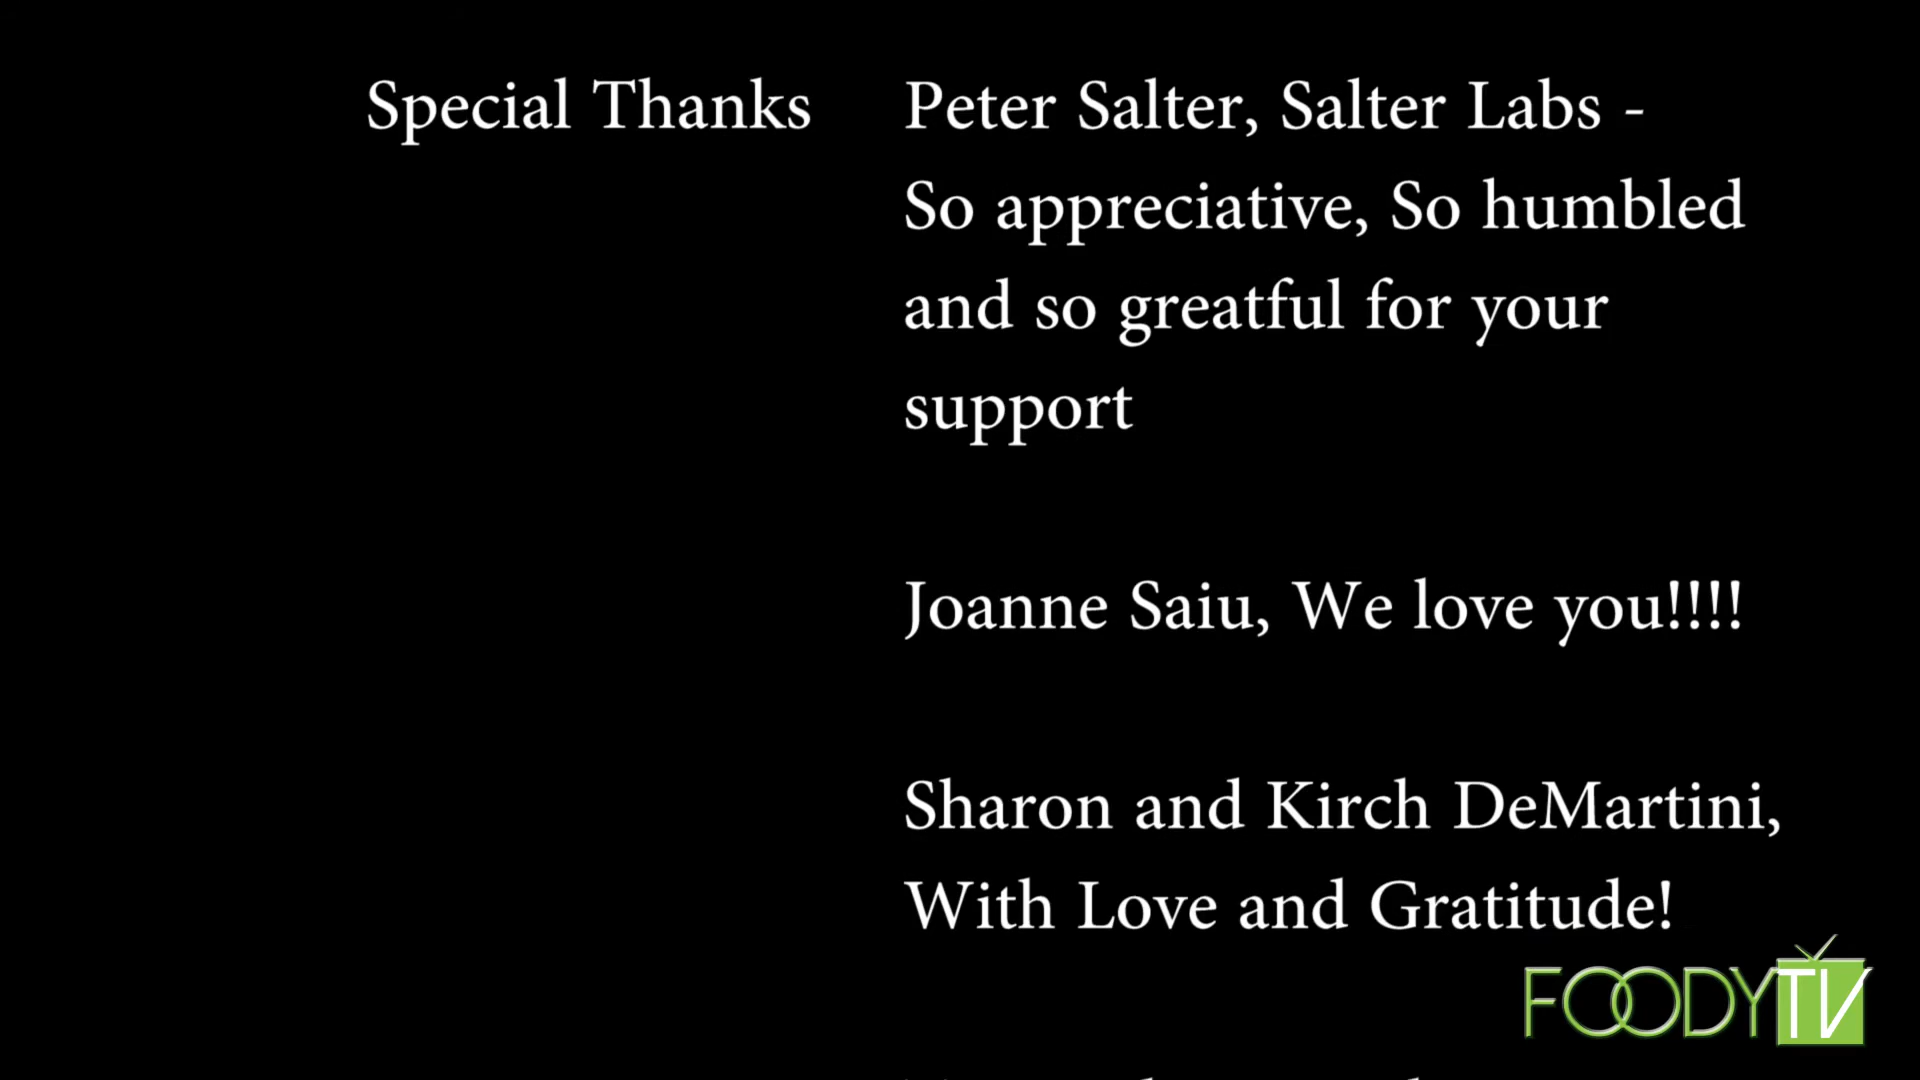 Special Thanks Peter Salter, Salter Labs -
So appreciative, So humbled
and so greatful for your
support
Joanne Saiu, We love you!!!!
Sharon and Kirch DeMartini,
With Love and Gratitude!
FOODYTV